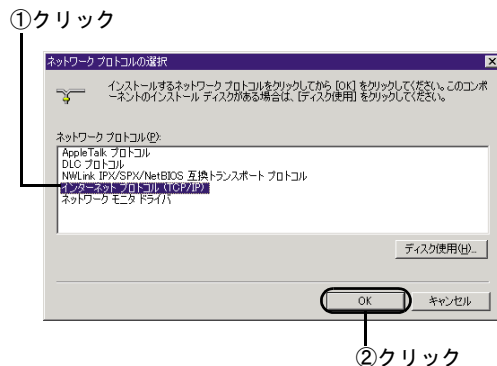 ①クリック
ネットワーク プロトコルの選択
インストールするネットワーク プロトコルをクリックしてから [OK] をクリックしてください。このコンポ
ーネントのインストール ディスクがある場合は、[ディスク使用] をクリックしてください。
ネットワーク プロトコル(P):
AppleTalk プロトコル
DLC プロトコル
NWLink IPX/SPX/NetBIOS 互換トランスポート プロトコル
インターネット プロトコル (TCP/IP)
ネットワーク モニタ ドライバ
ディスク使用(H)...
OK
キャンセル
②クリック